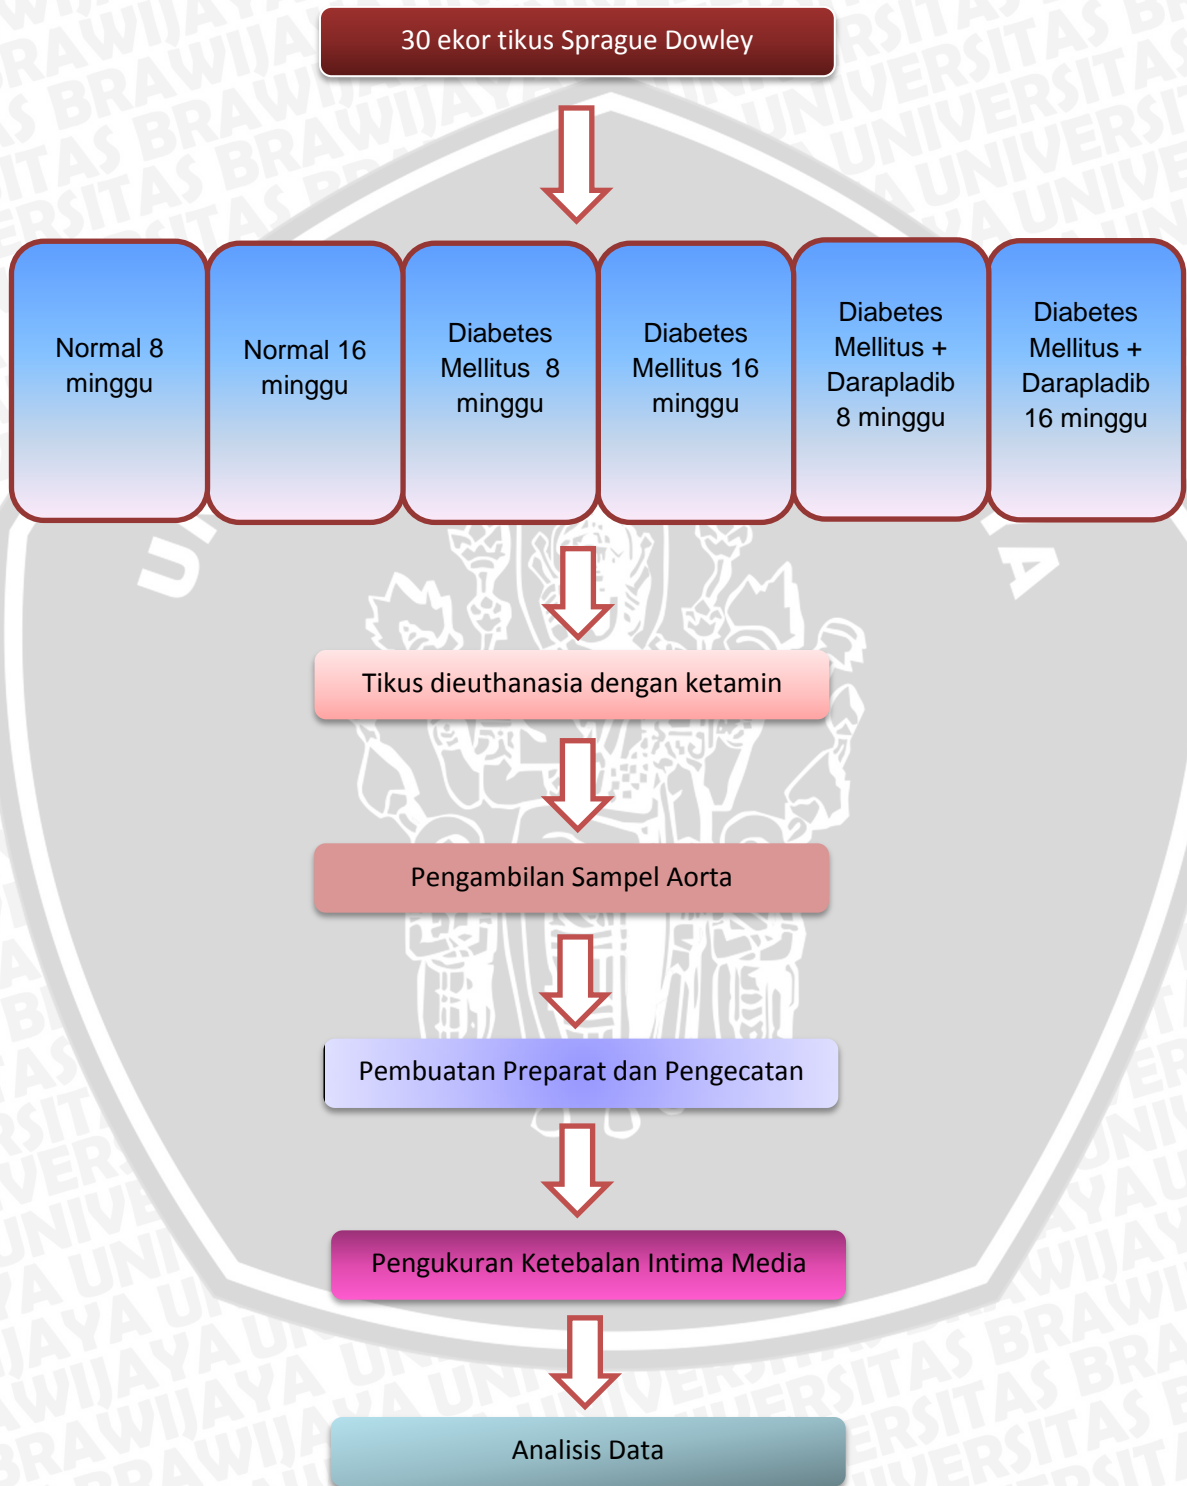 30 ekor tikus Sprague Dowley
Normal 8
minggu
Normal 16
minggu
Diabetes
Mellitus 8
minggu
Diabetes
Mellitus 16
minggu
Diabetes
Mellitus +
Darapladib
8 minggu
Diabetes
Mellitus +
Darapladib
16 minggu
Tikus dieuthanasia dengan ketamin
Pengambilan Sampel Aorta
Pembuatan Preparat dan Pengecatan
Pengukuran Ketebalan Intima Media
Analisis Data